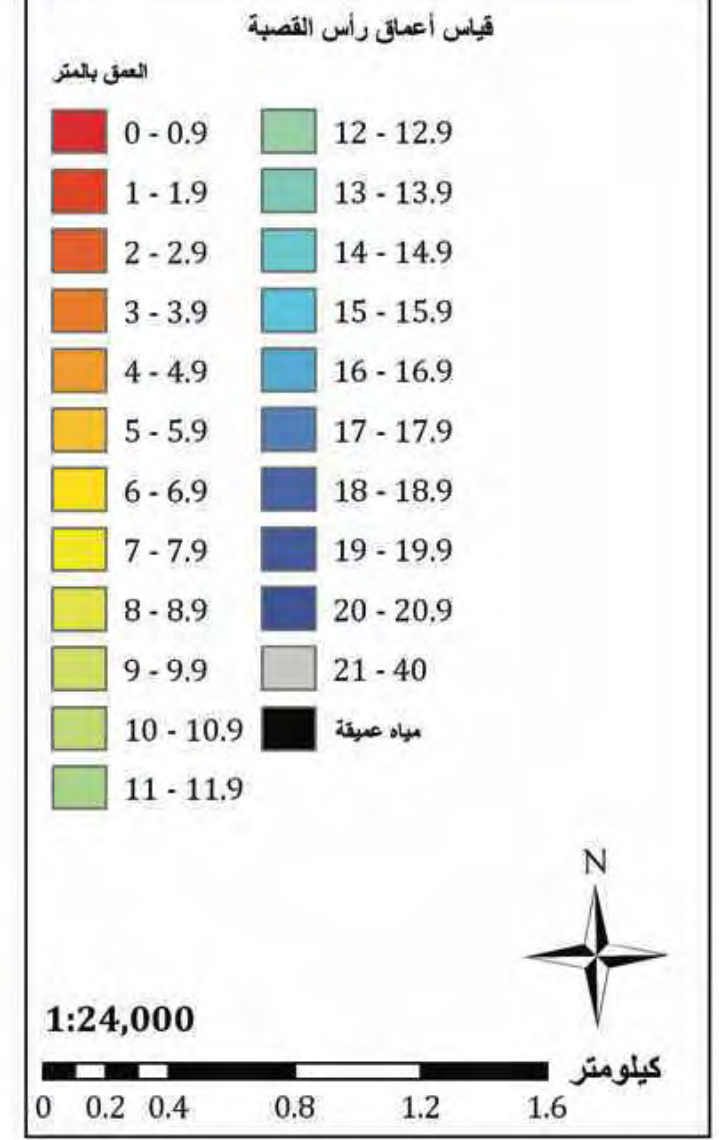 قياس أعماق رأس القصبة
العمق بالمتر
0 - 0.9
1 - 1.9
2 - 2.9
3 - 3.9
4 - 4.9
5 - 5.9
6 - 6.9
7 - 7.9
8 - 8.9
9 - 9.9
10 - 10.9
11 - 11.9
12 - 12.9
13 - 13.9
14 - 14.9
15 - 15.9
16 - 16.9
17 - 17.9
18 - 18.9
19 - 19.9
20 - 20.9
21 - 40
مياه عميقة
N
1:24,000
كيلومتر
0 0.2 0.4 0.8 1.2 1.6